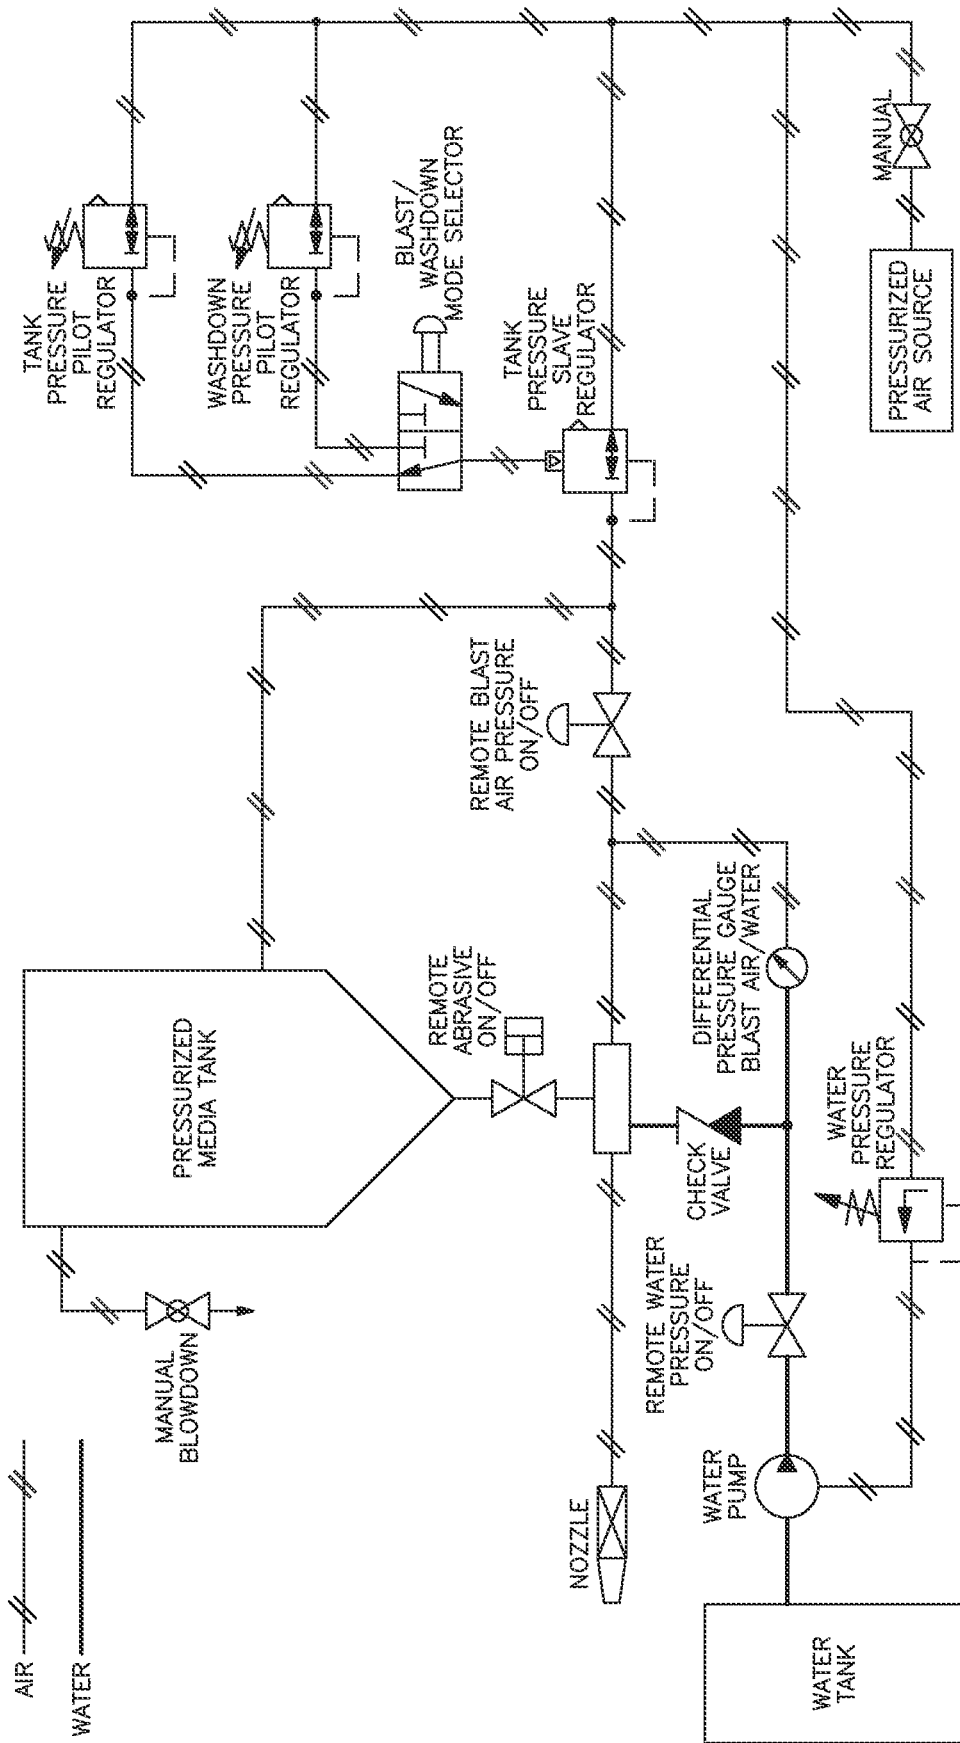 AIR
WATER
MANUAL
BLOWDOWN
PRESSURIZED
MEDIA TANK
TANK
PRESSURE
PILOT
REGULATOR
WASHDOWN
PRESSURE
PILOT
REGULATOR
BLAST/
WASHDOWN
MODE SELECTOR
REMOTE
ABRASIVE
ON/OFF
REMOTE BLAST
AIR PRESSURE
ON/OFF
TANK
PRESSURE
SLAVE
REGULATOR
NOZZLE
REMOTE WATER
PRESSURE
ON/OFF
CHECK
VALVE
DIFFERENTIAL
PRESSURE GAUGE
BLAST AIR/WATER
WATER
PUMP
WATER
TANK
WATER
PRESSURE
REGULATOR
MANUAL
PRESSURIZED
AIR SOURCE